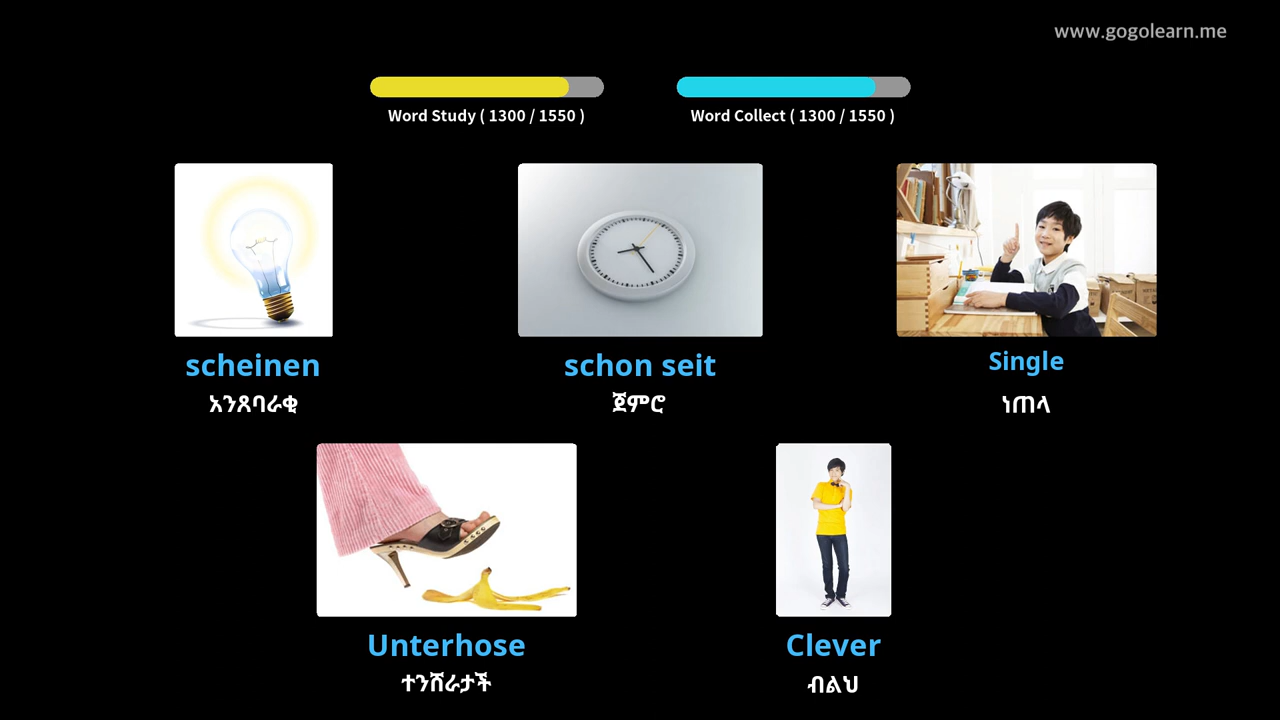 www.gogolearn.me
Word Study ( 1300 / 1550 )
Word Collect ( 1300 / 1550 )
scheinen
አንጸባራቂ
schon seit
ጀምሮ
Single
ነጠላ
Unterhose
ተንሸራታች
Clever
ብልህ